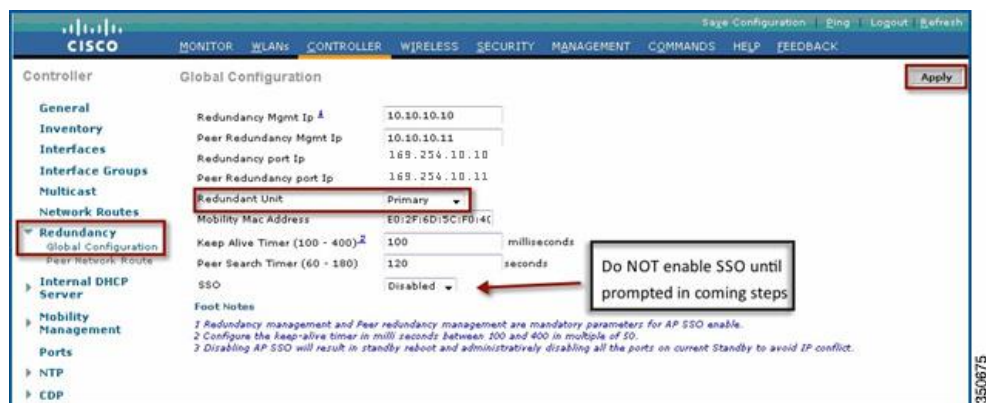 Save Configuration | Ping | Logout | Refresh
CISCO
MONITOR WLANs CONTROLLER WIRELESS SECURITY MANAGEMENT COMMANDS HELP FEEDBACK
Controller
Global Configuration
Apply
General
Inventory
Interfaces
Interface Groups
Multicast
Network Routes
Redundancy
Global Configuration
Peer Network Route
Internal DHCP
Server
Mobility
Management
Ports
NTP
CDP
Redundancy Mgmt Ip 1 10.10.10.10
Peer Redundancy Mgmt Ip 10.10.10.11
Redundancy port Ip 169.254.10.10
Peer Redundancy port Ip 169.254.10.11
Redundant Unit Primary
Mobility Mac Address E0:2F:6D:5C:F0:4(
Keep Alive Timer (100 - 400) 2 100 milliseconds
Peer Search Timer (60 - 180) 120 seconds
SSO Disabled
Do NOT enable SSO until
prompted in coming steps
Foot Notes
1 Redundancy management and Peer redundancy management are mandatory parameters for AP SSO enable.
2 Configure the keep-alive timer in milli seconds between 100 and 400 in multiple of 50.
3 Disabling AP SSO will result in standby reboot and administratively disabling all the ports on current Standby to avoid IP conflict.
350675